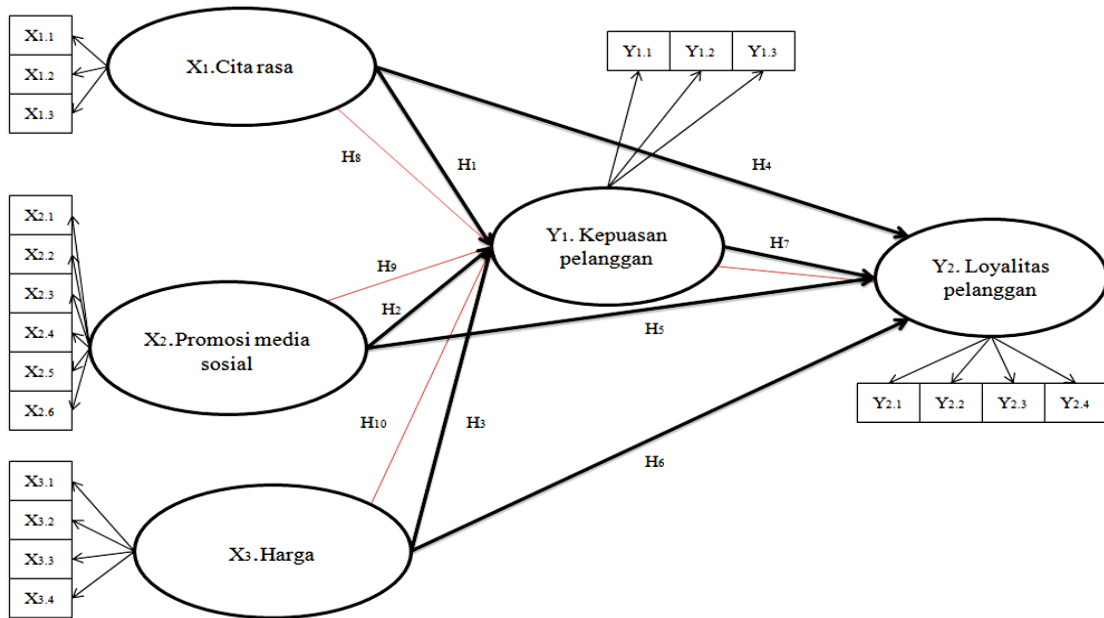 X1.1
X1.2
X1.3
X1.Cita rasa
Y1.1 Y1.2 Y1.3
H8
H1
H4
X2.1
X2.2
X2.3
X2.4
X2.5
X2.6
Y1. Kepuasan
pelanggan
H7
H9
H2
Y2. Loyalitas
pelanggan
X2.Promosi media
sosial
H5
Y2.1 Y2.2 Y2.3 Y2.4
H10
H3
H6
X3.1
X3.2
X3.3
X3.4
X3.Harga